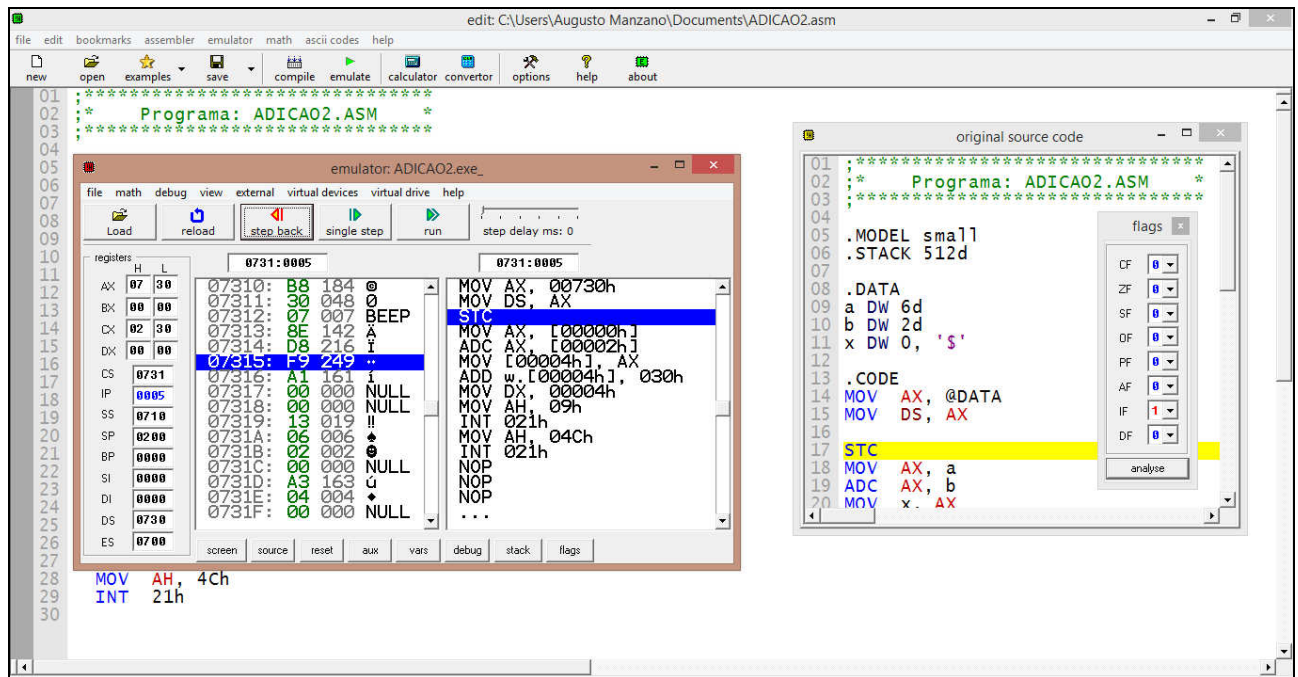 edit: C:\Users\Augusto Manzano\Documents\ADICAO2.asm
file edit bookmarks assembler emulator math ascii codes help
new open examples save compile emulate calculator convertor options help about
01 ;*******************************
02 ;* Programa: ADICAO2.ASM *
03 ;*******************************
04
05
06
07
08
09
10
11
12
13
14
15
16
17
18
19
20
21
22
23
24
25
26
27
28 MOV AH, 4Ch
29 INT 21h
30
emulator: ADICAO2.exe_
file math debug view external virtual devices virtual drive help
Load reload step back single step run step delay ms: 0
registers
H L
AX 07 30
BX 00 00
CX 02 30
DX 00 00
CS 0731
IP 0005
SS 0710
SP 0200
BP 0000
SI 0000
DI 0000
DS 0730
ES 0700
0731:0005
07310: B8 184 ©
07311: 30 048 0
07312: 07 007 BEEP
07313: 8E 142 Ä
07314: D8 216 Ï
07315: F9 249 ¨
07316: A1 161 í
07317: 00 000 NULL
07318: 00 000 NULL
07319: 13 019 ‼
0731A: 06 006 ♠
0731B: 02 002 ☻
0731C: 00 000 NULL
0731D: A3 163 ú
0731E: 04 004 ♦
0731F: 00 000 NULL
0731:0005
MOV AX, 00730h
MOV DS, AX
STC
MOV AX, [00000h]
ADC AX, [00002h]
MOV [00004h], AX
ADD w.[00004h], 030h
MOV DX, 00004h
MOV AH, 09h
INT 021h
MOV AH, 04Ch
INT 021h
NOP
NOP
NOP
...
screen source reset aux vars debug stack flags
original source code
01 ;*******************************
02 ;* Programa: ADICAO2.ASM *
03 ;*******************************
04
05 .MODEL small
06 .STACK 512d
07
08 .DATA
09 a DW 6d
10 b DW 2d
11 x DW 0, '$'
12
13 .CODE
14 MOV AX, @DATA
15 MOV DS, AX
16
17 STC
18 MOV AX, a
19 ADC AX, b
20 MOV x, AX
flags
CF 0
ZF 0
SF 0
OF 0
PF 0
AF 0
IF 1
DF 0
analyse